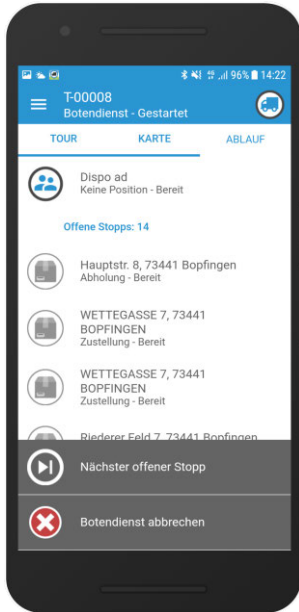 96% 14:22
T-00008
Botendienst - Gestartet
TOUR KARTE ABLAUF
Dispo ad
Keine Position - Bereit
Offene Stopps: 14
Hauptstr. 8, 73441 Bopfingen
Abholung - Bereit
WETTEGASSE 7, 73441
BOPFINGEN
Zustellung - Bereit
WETTEGASSE 7, 73441
BOPFINGEN
Zustellung - Bereit
Riederer Feld 7, 73441 Bopfingen
Nächster offener Stopp
Botendienst abbrechen